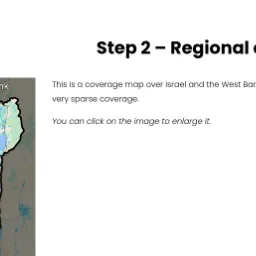 Step 2 – Regional
This is a coverage map over Israel and the West
very sparse coverage.
You can click on the image to enlarge it.